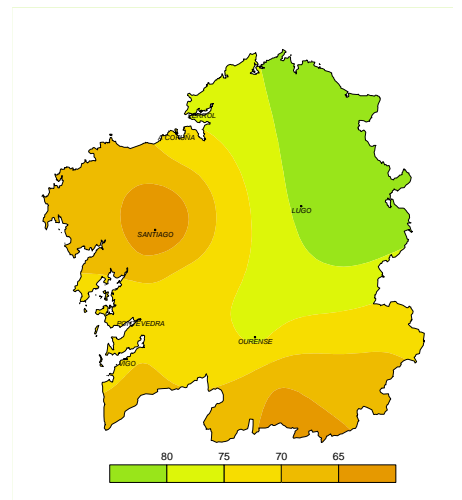 FERROL
A CORUÑA
LUGO
SANTIAGO
PONTEVEDRA
OURENSE
VIGO
80 75 70 65